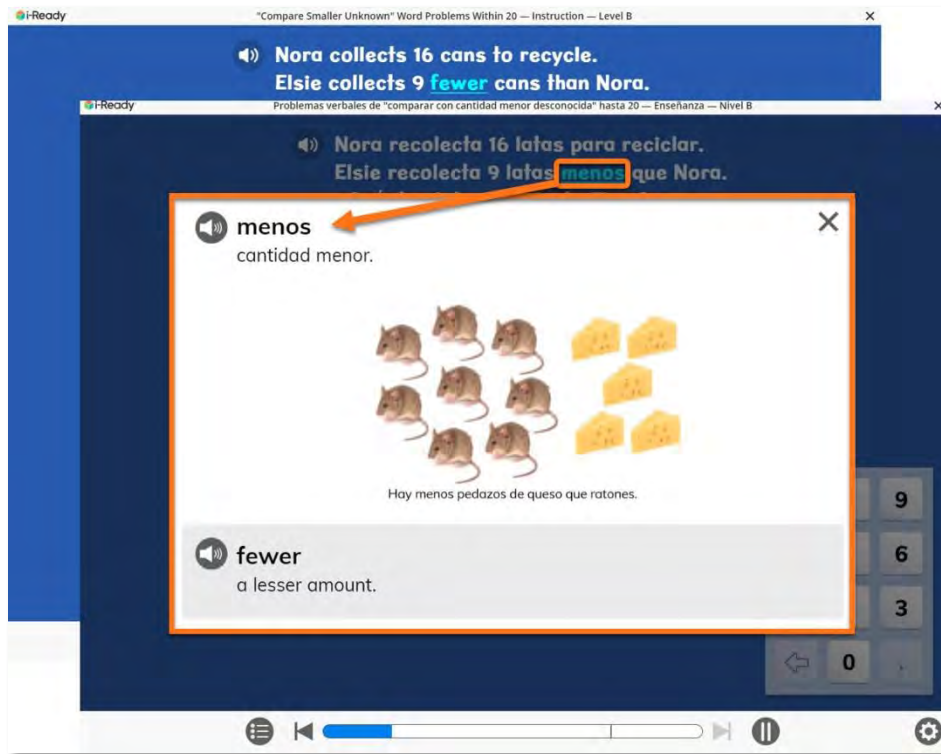 i-Ready
"Compare Smaller Unknown" Word Problems Within 20 — Instruction — Level B
Nora collects 16 cans to recycle.
Elsie collects 9 fewer cans than Nora.
i-Ready
Problemas verbales de "comparar con cantidad menor desconocida" hasta 20 — Enseñanza — Nivel B
Nora recolecta 16 latas para reciclar.
Elsie recolecta 9 latas menos que Nora.
menos
cantidad menor.
Hay menos pedazos de queso que ratones.
fewer
a lesser amount.
9
6
3
0